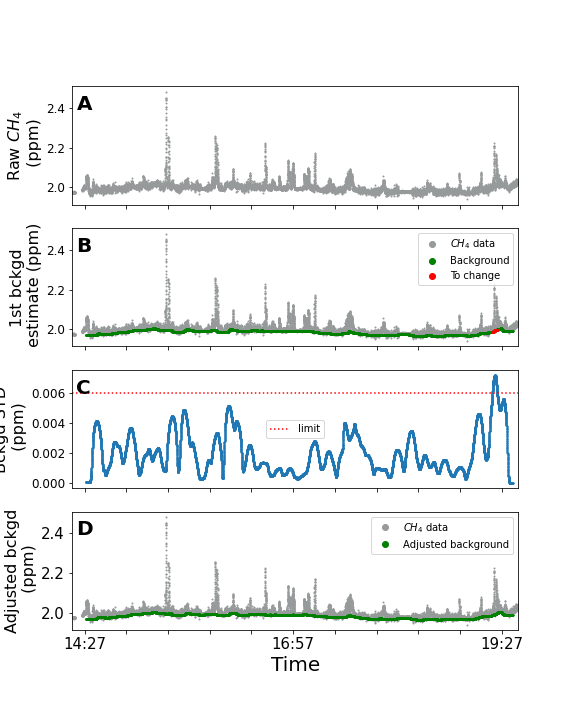 A
Raw CH₄
(ppm)
2.4
2.2
2.0
B
1st bckgd
estimate (ppm)
2.4
2.2
2.0
CH₄ data
Background
To change
C
Bckgd STD
(ppm)
0.006
0.004
0.002
0.000
limit
D
Adjusted bckgd
(ppm)
2.4
2.2
2.0
CH₄ data
Adjusted background
14:27 16:57 19:27
Time